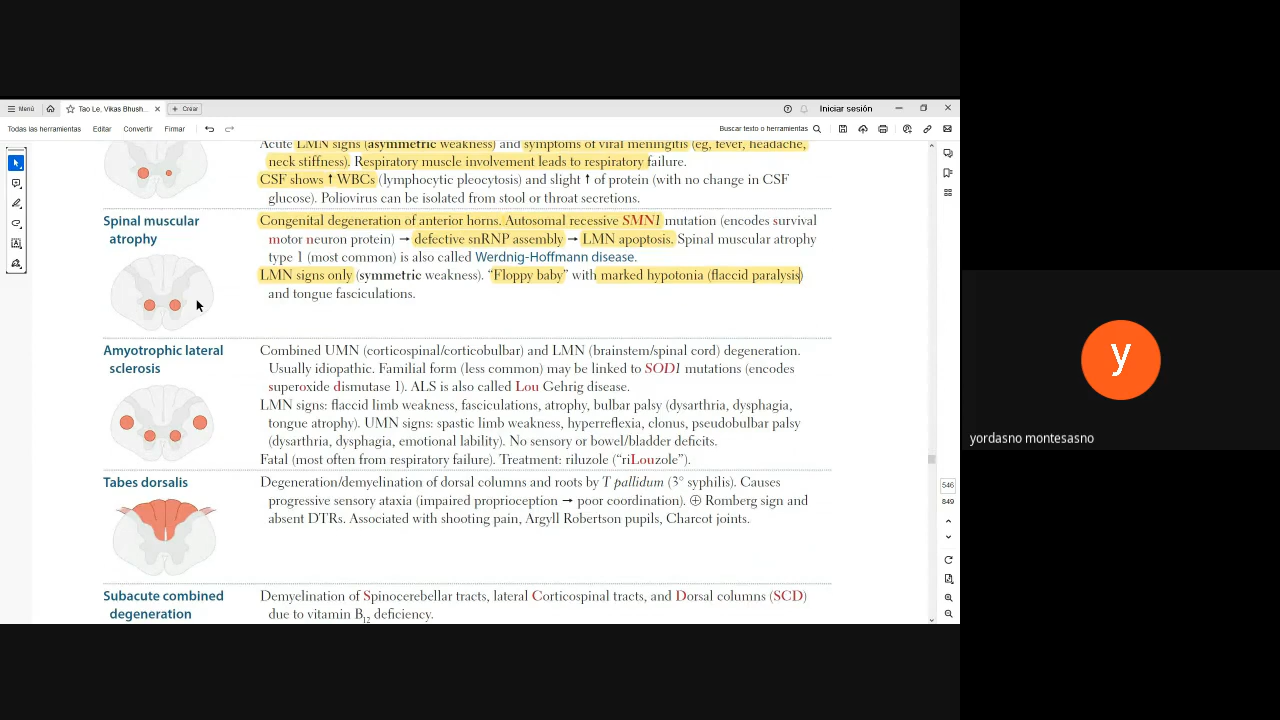 Menú
Tao Le, Vikas Bhush...
Crear
Iniciar sesión
Todas las herramientas
Editar
Convertir
Firmar
Buscar texto o herramientas
Acute LMN signs (asymmetric weakness) and symptoms of viral meningitis (eg, fever, headache,
neck stiffness). Respiratory muscle involvement leads to respiratory failure.
CSF shows ↑ WBCs (lymphocytic pleocytosis) and slight ↑ of protein (with no change in CSF
glucose). Poliovirus can be isolated from stool or throat secretions.
Spinal muscular
atrophy
Congenital degeneration of anterior horns. Autosomal recessive SMN1 mutation (encodes survival
motor neuron protein) → defective snRNP assembly → LMN apoptosis. Spinal muscular atrophy
type 1 (most common) is also called Werdnig-Hoffmann disease.
LMN signs only (symmetric weakness). “Floppy baby” with marked hypotonia (flaccid paralysis)
and tongue fasciculations.
Amyotrophic lateral
sclerosis
Combined UMN (corticospinal/corticobulbar) and LMN (brainstem/spinal cord) degeneration.
Usually idiopathic. Familial form (less common) may be linked to SOD1 mutations (encodes
superoxide dismutase 1). ALS is also called Lou Gehrig disease.
LMN signs: flaccid limb weakness, fasciculations, atrophy, bulbar palsy (dysarthria, dysphagia,
tongue atrophy). UMN signs: spastic limb weakness, hyperreflexia, clonus, pseudobulbar palsy
(dysarthria, dysphagia, emotional lability). No sensory or bowel/bladder deficits.
Fatal (most often from respiratory failure). Treatment: riluzole (“riLouzole”).
Tabes dorsalis
Degeneration/demyelination of dorsal columns and roots by T pallidum (3° syphilis). Causes
progressive sensory ataxia (impaired proprioception → poor coordination). ⊕ Romberg sign and
absent DTRs. Associated with shooting pain, Argyll Robertson pupils, Charcot joints.
Subacute combined
degeneration
Demyelination of Spinocerebellar tracts, lateral Corticospinal tracts, and Dorsal columns (SCD)
due to vitamin B12 deficiency.
546
849
y
yordasno montesasno